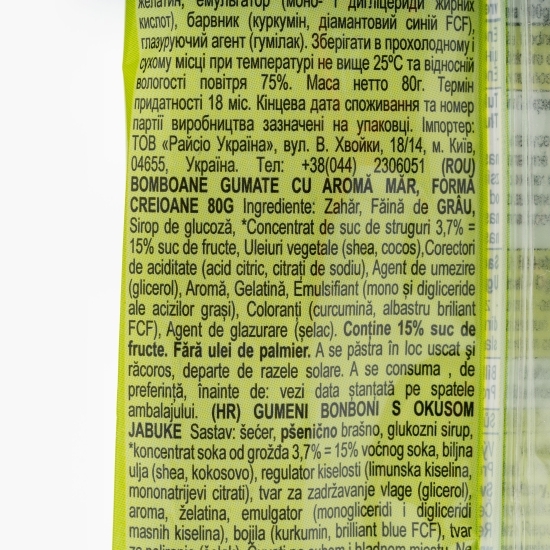 желатин, емульгатор (моно- і дигліцериди жирних
кислот), барвник (куркумін, діамантовий синій FCF),
глазуруючий агент (гумілак). Зберігати в прохолодному і
сухому місці при температурі не вище 25ºС та відносній
вологості повітря 75%. Маса нетто 80г. Термін
придатності 18 міс. Кінцева дата споживання та номер
партії виробництва зазначені на упаковці. Імпортер:
ТОВ «Райсіо Україна», вул. В. Хвойки, 18/14, м. Київ,
04655, Україна. Тел: +38(044) 2306051 (ROU)
BOMBOANE GUMATE CU AROMĂ MĂR, FORMĂ
CREIOANE 80G Ingrediente: Zahăr, Făină de GRÂU,
Sirop de glucoză, *Concentrat de suc de struguri 3,7% =
15% suc de fructe, Uleiuri vegetale (shea, cocos),Corectori
de aciditate (acid citric, citrați de sodiu), Agent de umezire
(glicerol), Aromă, Gelatină, Emulsifiant (mono și digliceride
ale acizilor grași), Coloranți (curcumină, albastru briliant
FCF), Agent de glazurare (șelac). Conține 15% suc de
fructe. Fără ulei de palmier. A se păstra în loc uscat și
răcoros, departe de razele solare. A se consuma , de
preferință, înainte de: vezi data ștanțată pe spatele
ambalajului. (HR) GUMENI BONBONI S OKUSOM
JABUKE Sastav: šećer, pšenično brašno, glukozni sirup,
*koncentrat soka od grožđa 3,7% = 15% voćnog soka, biljna
ulja (shea, kokosovo), regulator kiselosti (limunska kiselina,
mononatrijevi citrati), tvar za zadržavanje vlage (glicerol),
aroma, želatina, emulgator (monogliceridi i digliceridi
masnih kiselina), bojila (kurkumin, brilliant blue FCF), tvar